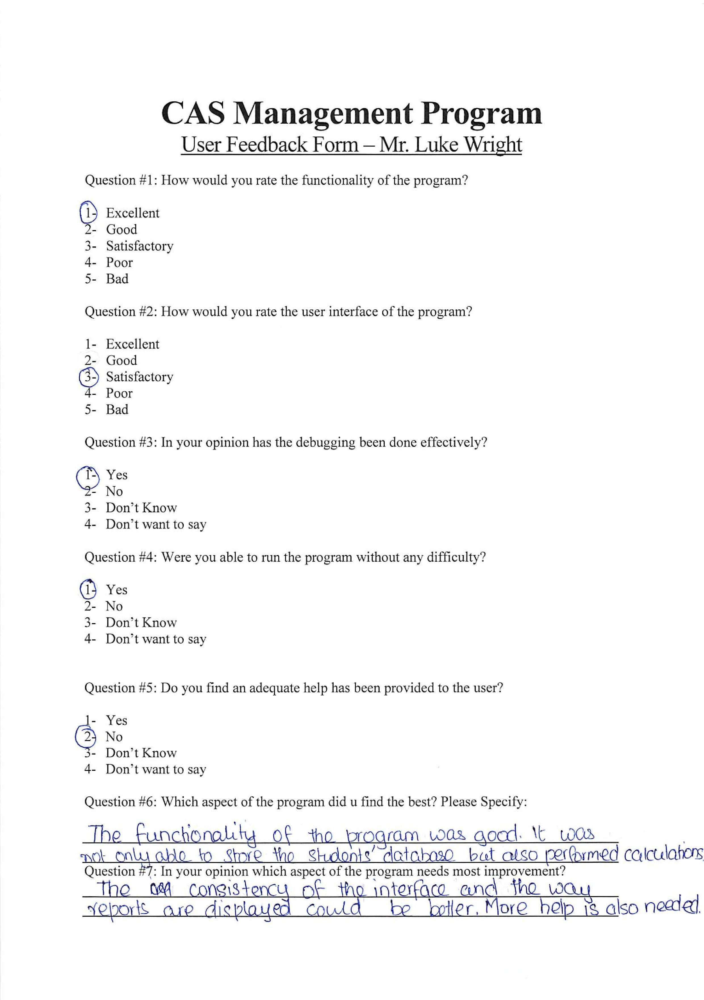 CAS Management Program
User Feedback Form – Mr. Luke Wright
Question #1: How would you rate the functionality of the program?
1- Excellent
2- Good
3- Satisfactory
4- Poor
5- Bad
Question #2: How would you rate the user interface of the program?
1- Excellent
2- Good
3- Satisfactory
4- Poor
5- Bad
Question #3: In your opinion has the debugging been done effectively?
1- Yes
2- No
3- Don't Know
4- Don't want to say
Question #4: Were you able to run the program without any difficulty?
1- Yes
2- No
3- Don't Know
4- Don't want to say
Question #5: Do you find an adequate help has been provided to the user?
1- Yes
2- No
3- Don't Know
4- Don't want to say
Question #6: Which aspect of the program did u find the best? Please Specify:
The functionality of the program was good. It was
not only able to store the students' database but also performed calculations.
Question #7: In your opinion which aspect of the program needs most improvement?
The consistency of the interface and the way
reports are displayed could be better. More help is also needed.